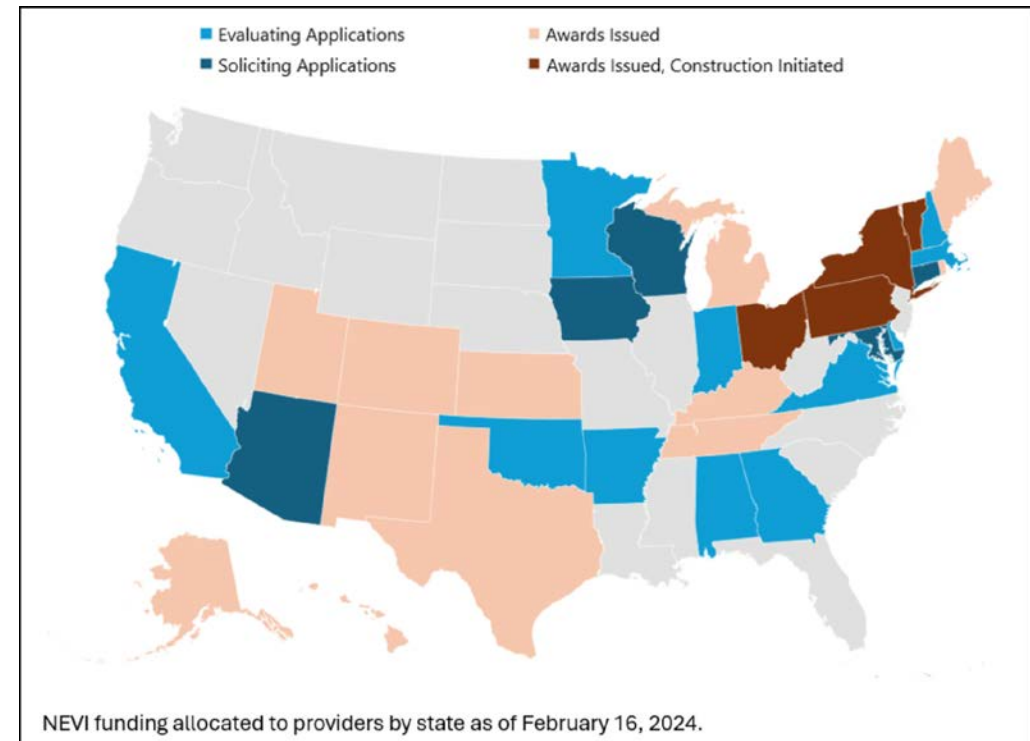 Evaluating Applications
Awards Issued
Soliciting Applications
Awards Issued, Construction Initiated
NEVI funding allocated to providers by state as of February 16, 2024.